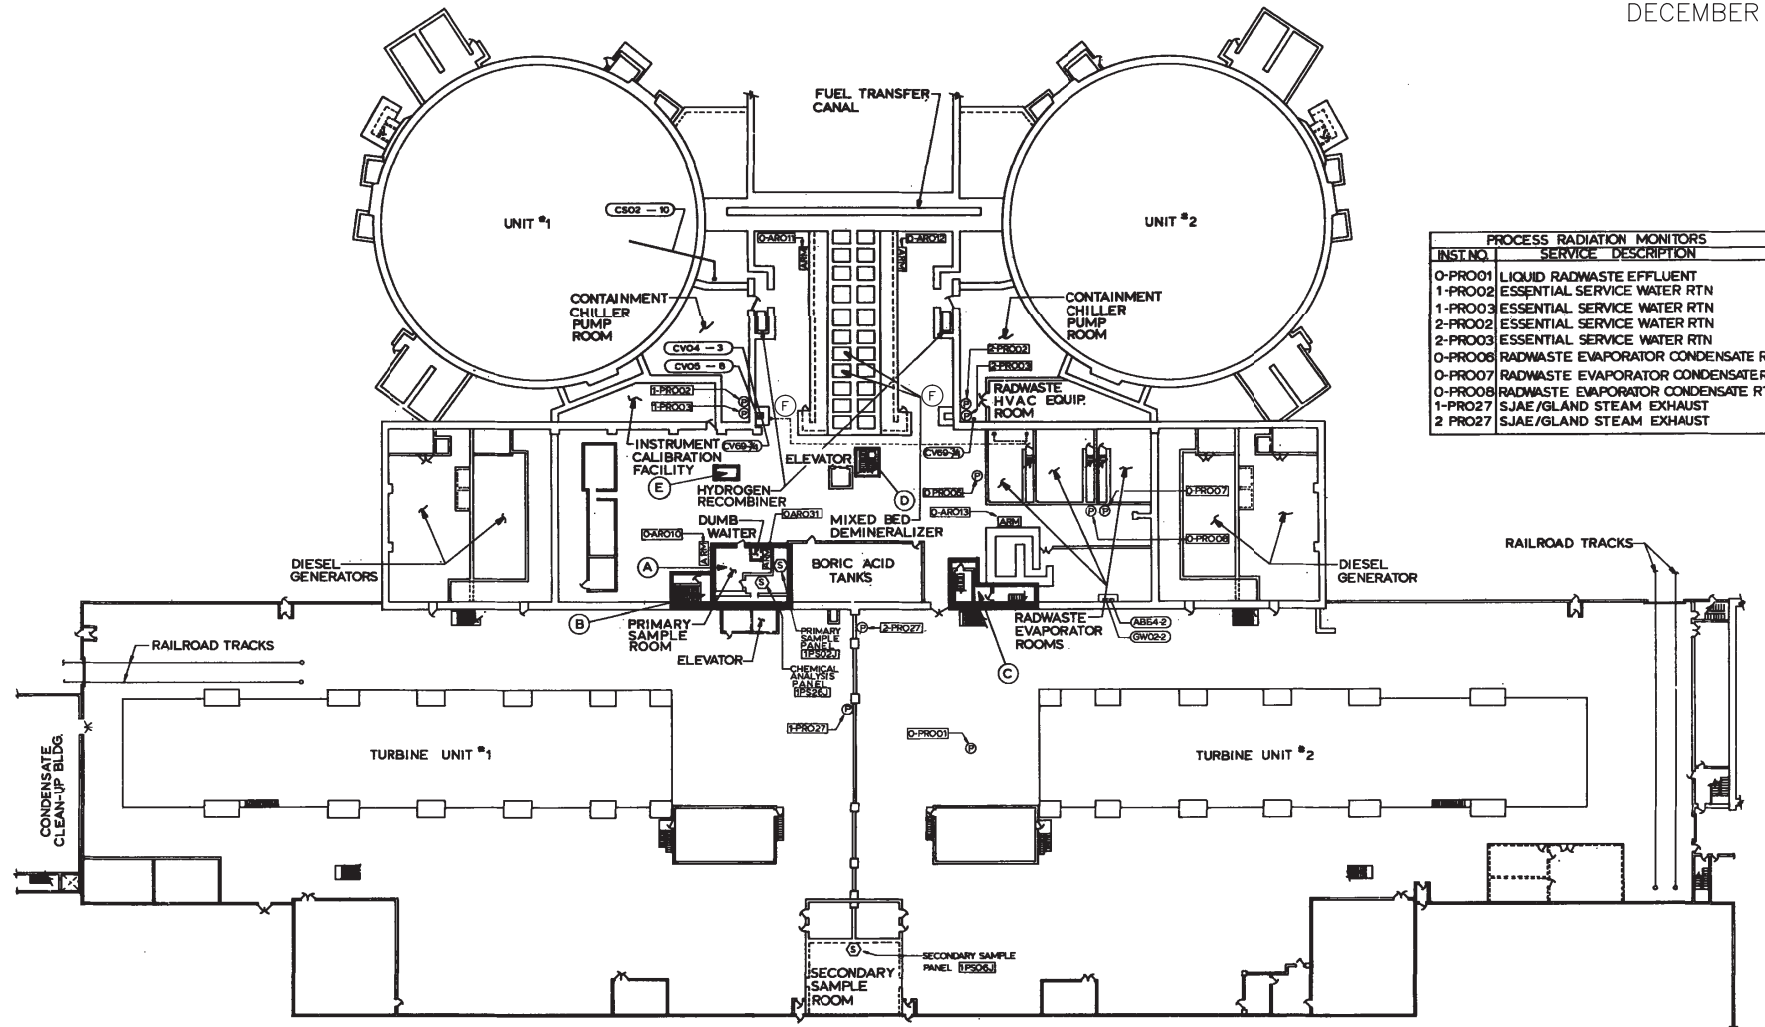 DECEMBER
FUEL TRANSFER
CANAL
UNIT #1
UNIT #2
CS02 - 10
0-AR011
ARM
0-AR012
ARM
CONTAINMENT
CHILLER
PUMP
ROOM
CONTAINMENT
CHILLER
PUMP
ROOM
PROCESS RADIATION MONITORS
INST. NO. SERVICE DESCRIPTION
0-PR001 LIQUID RADWASTE EFFLUENT
1-PR002 ESSENTIAL SERVICE WATER RTN
1-PR003 ESSENTIAL SERVICE WATER RTN
2-PR002 ESSENTIAL SERVICE WATER RTN
2-PR003 ESSENTIAL SERVICE WATER RTN
0-PR006 RADWASTE EVAPORATOR CONDENSATE R
0-PR007 RADWASTE EVAPORATOR CONDENSATE R
0-PR008 RADWASTE EVAPORATOR CONDENSATE RT
1-PR027 SJAE/GLAND STEAM EXHAUST
2 PR027 SJAE/GLAND STEAM EXHAUST
CV04 - 3
CV05 - 8
1-PR002
P
1-PR003
P
F
F
2-PR002
P
2-PR003
P
RADWASTE
HVAC EQUIP.
ROOM
INSTRUMENT
CALIBRATION
FACILITY
ELEVATOR
E
D
HYDROGEN
RECOMBINER
0-PR006
P
0-PR007
P
P
0-PR008
DUMB
WAITER
0AR031
MIXED BED
DEMINERALIZER
0-AR013
ARM
0-AR010
ARM
ARM
A
S
S
BORIC ACID
TANKS
DIESEL
GENERATORS
DIESEL
GENERATOR
RAILROAD TRACKS
B
PRIMARY
SAMPLE
ROOM
ELEVATOR
PRIMARY
SAMPLE
PANEL
1PS02J
CHEMICAL
ANALYSIS
PANEL
1PS26J
P
2-PR027
RADWASTE
EVAPORATOR
ROOMS
AB54-2
GW02-2
C
RAILROAD TRACKS
1-PR027
P
0-PR001
P
TURBINE UNIT #1
TURBINE UNIT #2
CONDENSATE
CLEAN-UP BLDG.
S
SECONDARY SAMPLE
PANEL 1PS06J
SECONDARY
SAMPLE
ROOM